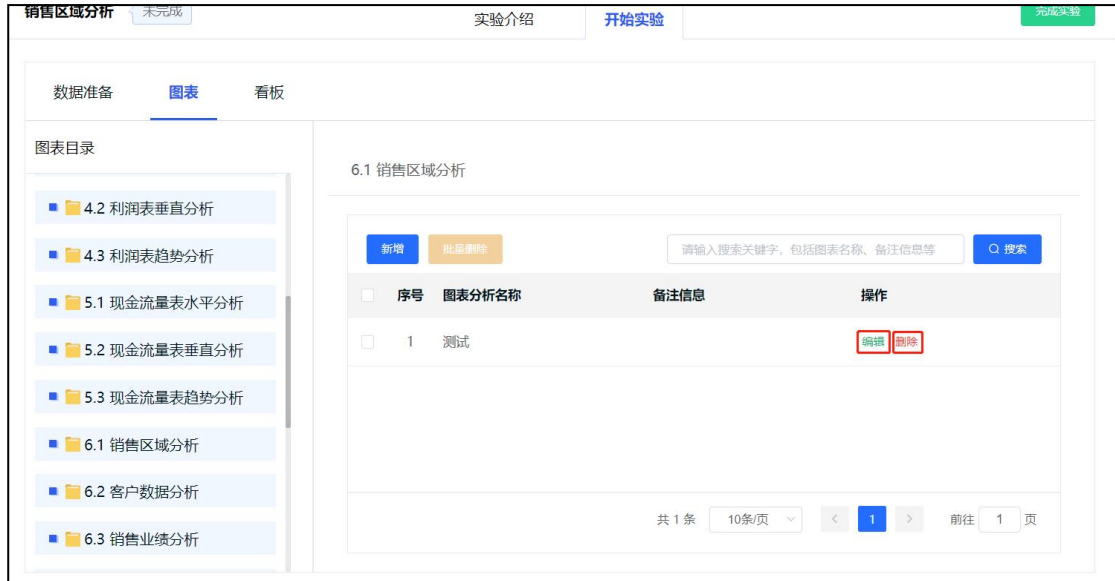 销售区域分析 未完成
实验介绍 开始实验
完成实验
数据准备 图表 看板
图表目录
4.2 利润表垂直分析
4.3 利润表趋势分析
5.1 现金流量表水平分析
5.2 现金流量表垂直分析
5.3 现金流量表趋势分析
6.1 销售区域分析
6.2 客户数据分析
6.3 销售业绩分析
6.1 销售区域分析
新增 批量删除 请输入搜索关键字，包括图表名称、备注信息等 搜索
序号 图表分析名称 备注信息 操作
1 测试 编辑 删除
共 1 条 10条/页 < 1 > 前往 1 页